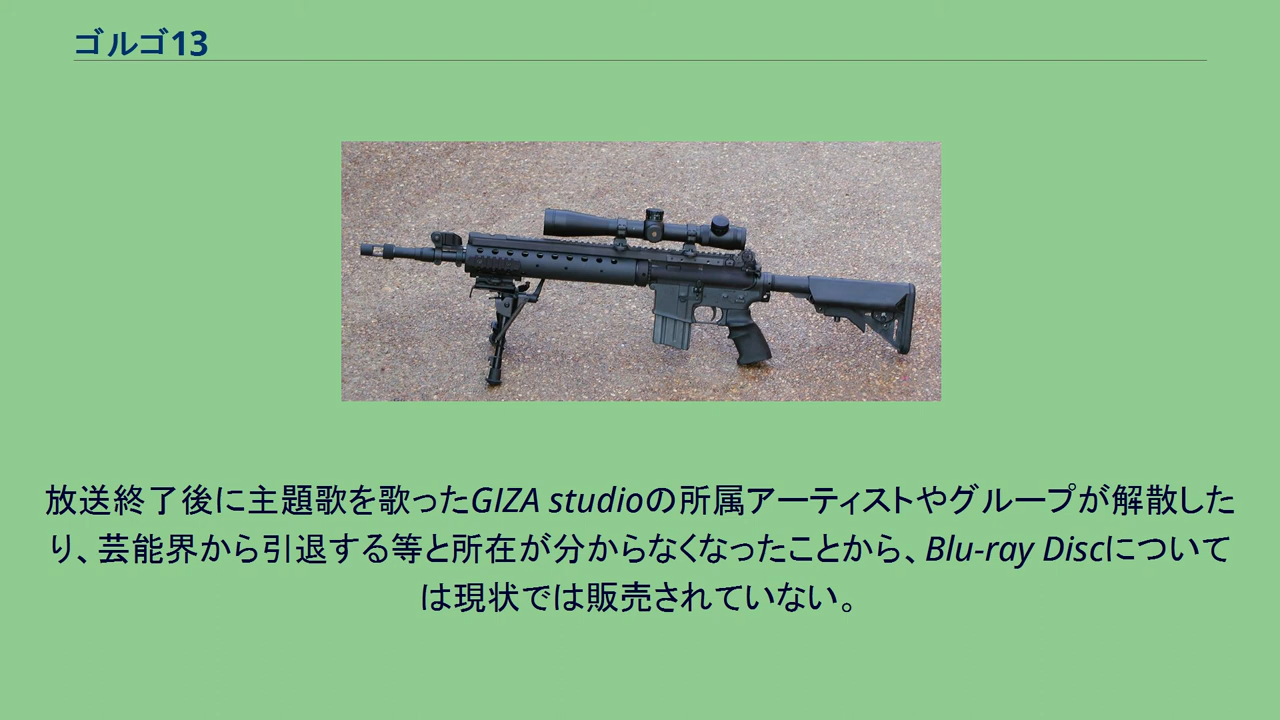 ゴルゴ13
放送終了後に主題歌を歌ったGIZA studioの所属アーティストやグループが解散した
り、芸能界から引退する等と所在が分からなくなったことから、Blu-ray Discについて
は現状では販売されていない。